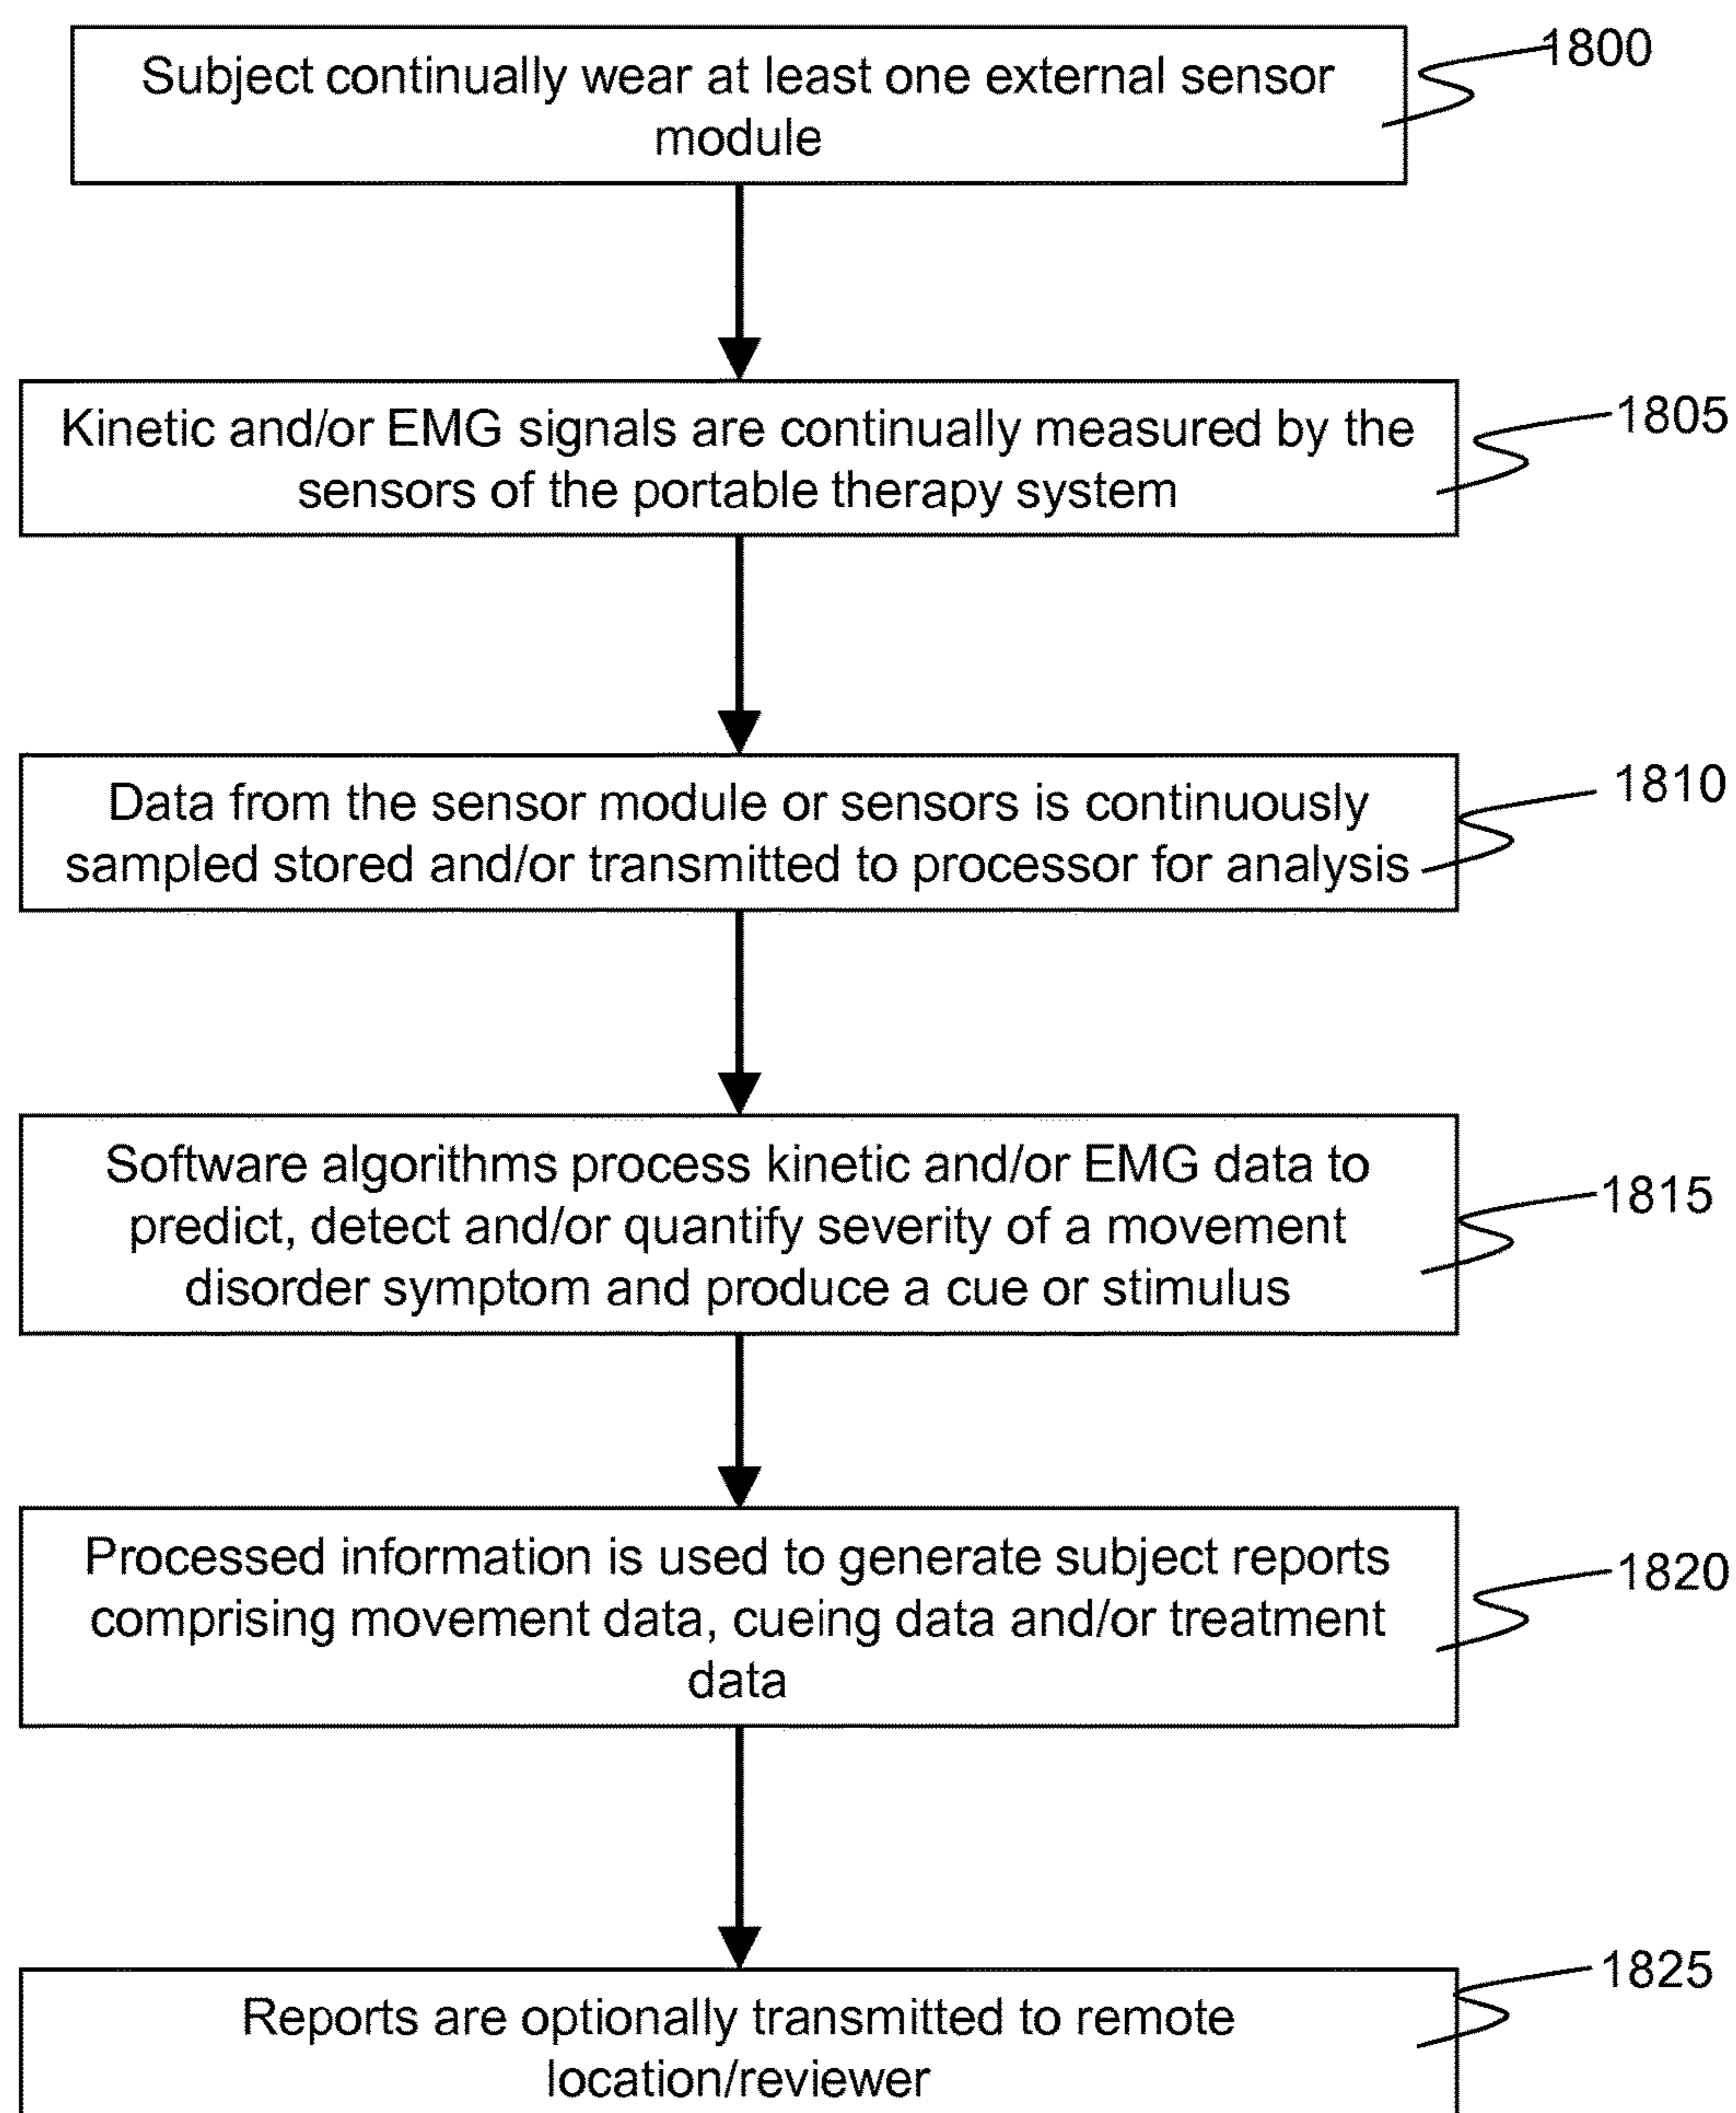 Subject continually wear at least one external sensor
module
1800
Kinetic and/or EMG signals are continually measured by the
sensors of the portable therapy system
1805
Data from the sensor module or sensors is continuously
sampled stored and/or transmitted to processor for analysis
1810
Software algorithms process kinetic and/or EMG data to
predict, detect and/or quantify severity of a movement
disorder symptom and produce a cue or stimulus
1815
Processed information is used to generate subject reports
comprising movement data, cueing data and/or treatment
data
1820
Reports are optionally transmitted to remote
location/reviewer
1825